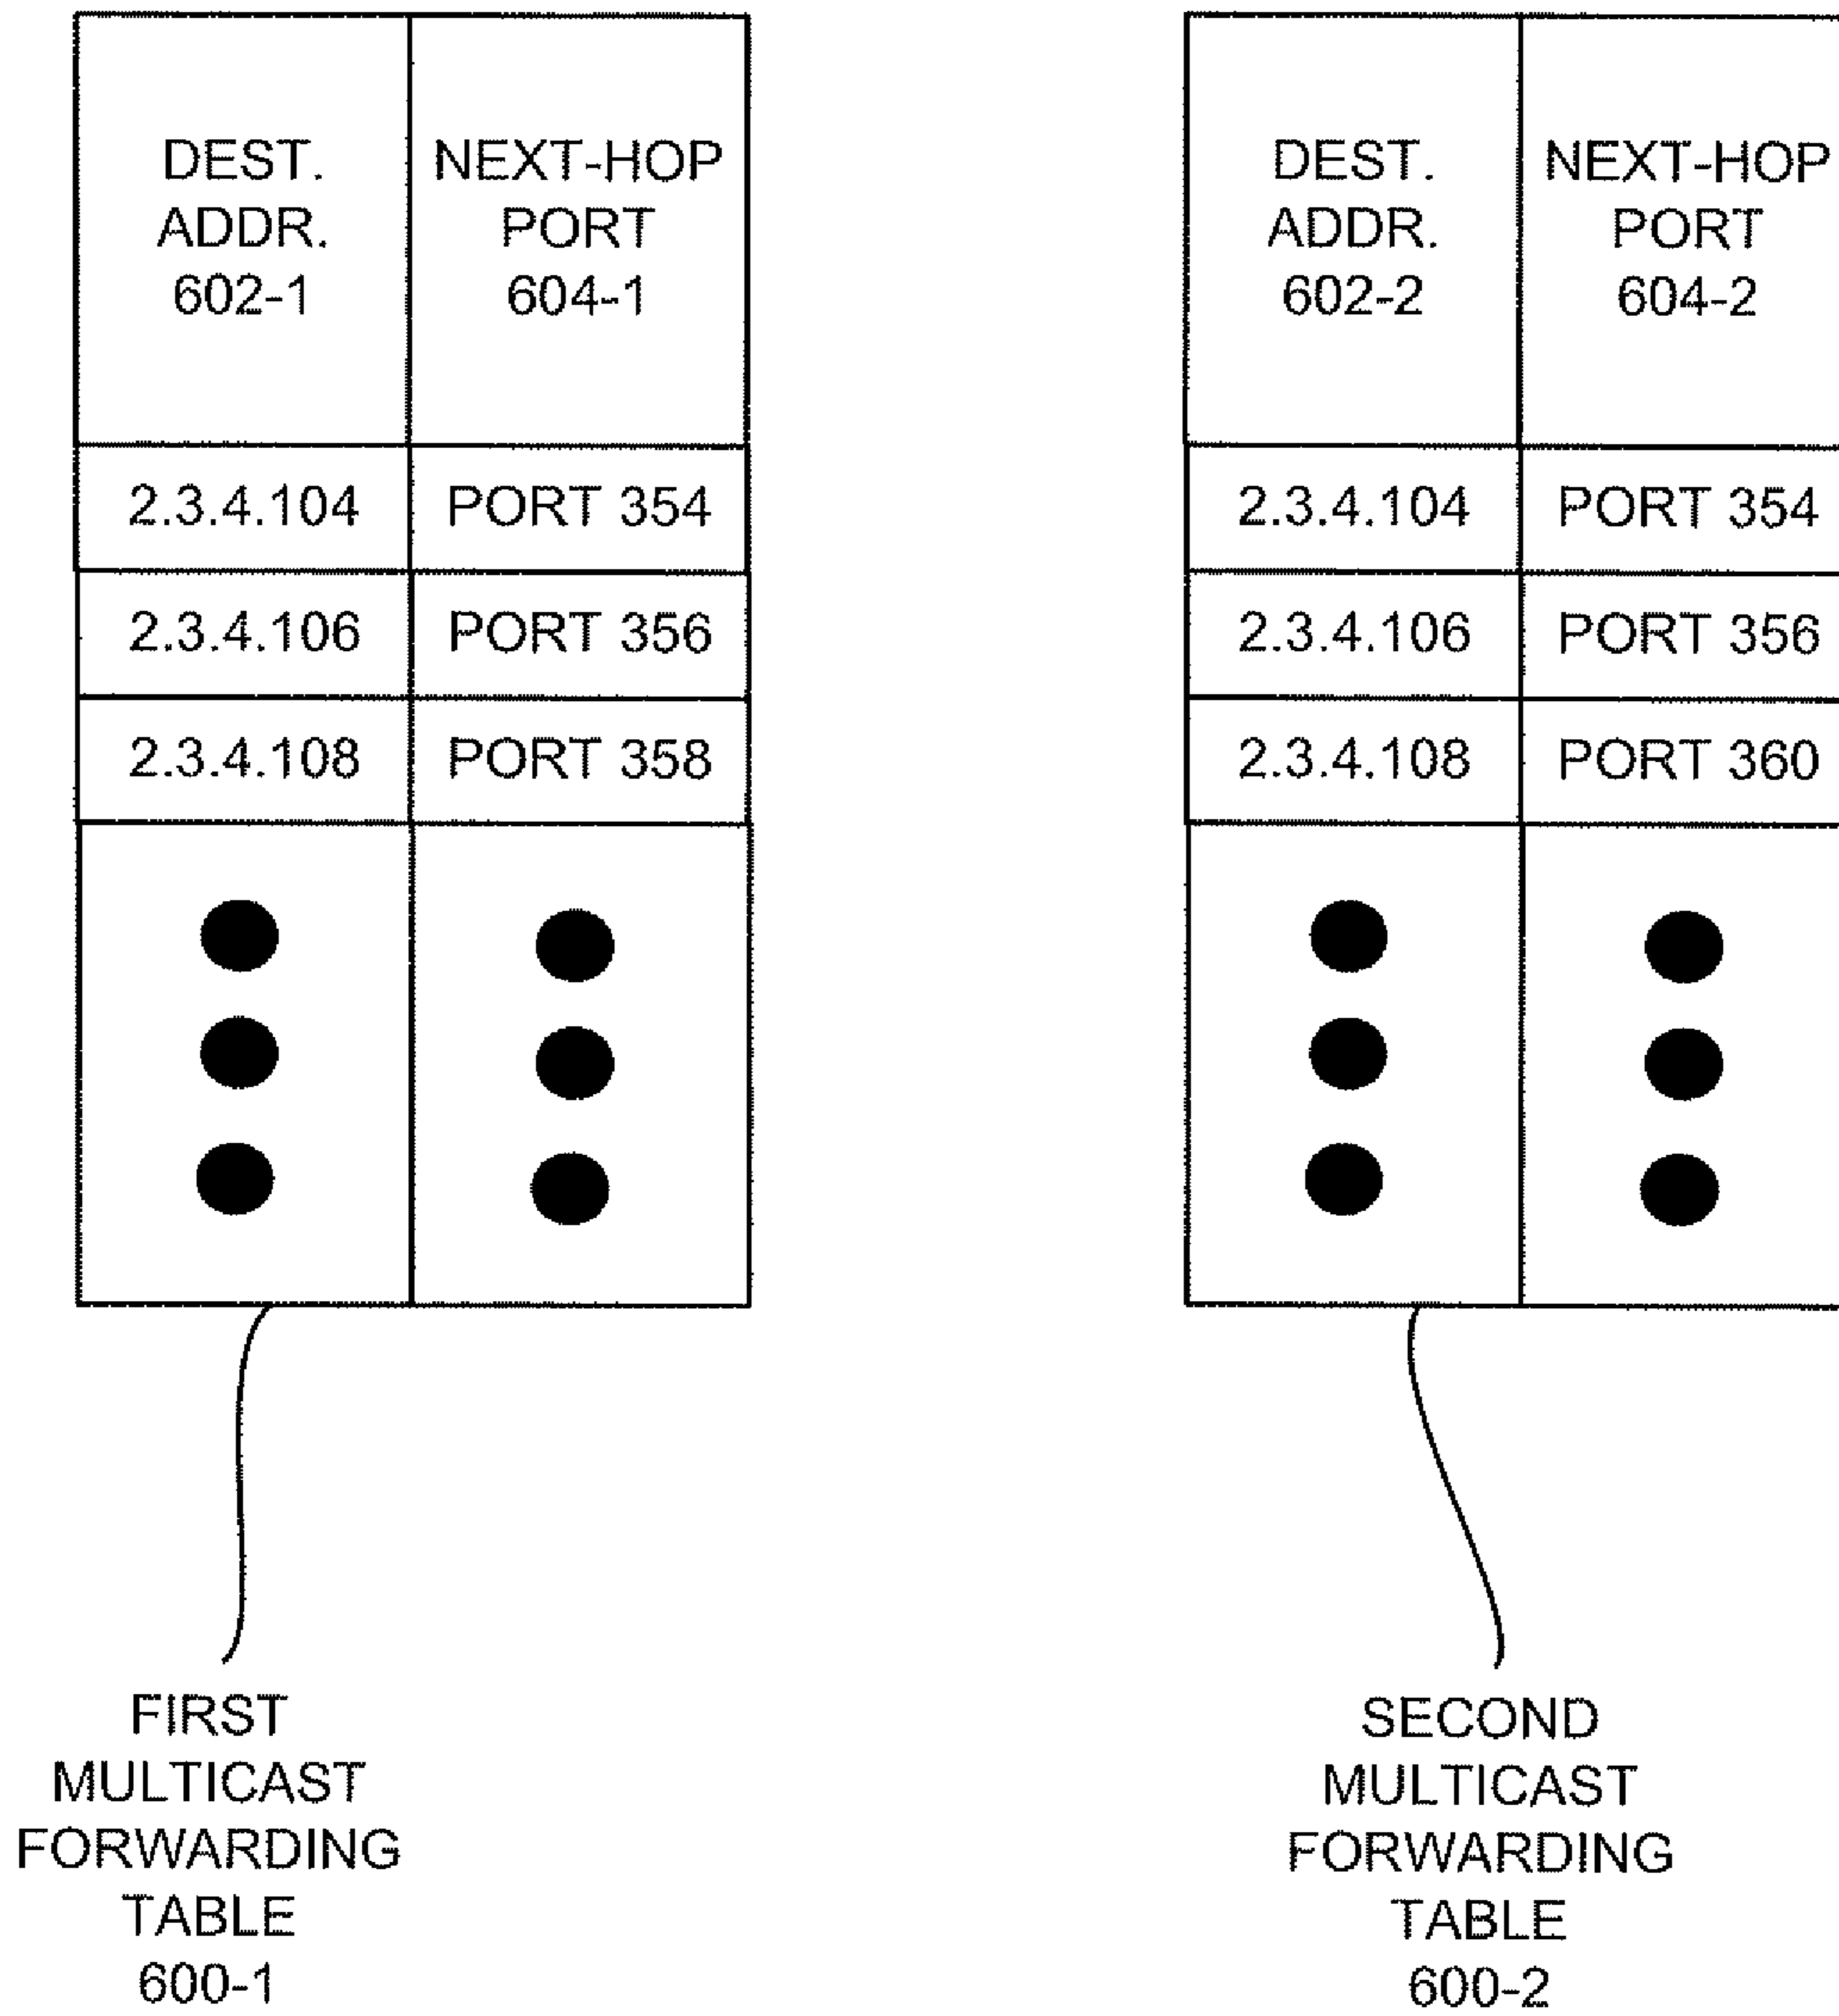 DEST.
ADDR.
602-1
NEXT-HOP
PORT
604-1
2.3.4.104 PORT 354
2.3.4.106 PORT 356
2.3.4.108 PORT 358
FIRST
MULTICAST
FORWARDING
TABLE
600-1
DEST.
ADDR.
602-2
NEXT-HOP
PORT
604-2
2.3.4.104 PORT 354
2.3.4.106 PORT 356
2.3.4.108 PORT 360
SECOND
MULTICAST
FORWARDING
TABLE
600-2